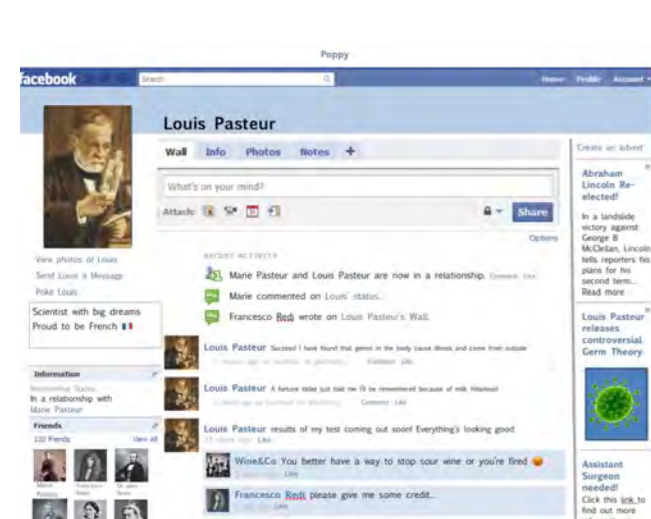 Poppy
facebook
Search
Home Profile Account
Louis Pasteur
Wall Info Photos Notes +
What's on your mind?
Attach:
Share
Options
RECENT ACTIVITY
Marie Pasteur and Louis Pasteur are now in a relationship. Comment Like
Marie commented on Louis' status.
Francesco Redi wrote on Louis Pasteur's Wall.
Louis Pasteur Success! I have found that germs in the body cause illness and come from outside
Comment Like
Louis Pasteur A fortune teller just told me I'll be remembered because of milk. Hilarious!
Comment Like
Louis Pasteur results of my test coming out soon! Everything's looking good
Like
Wine&Co You better have a way to stop sour wine or you're fired 😡
Like
Francesco Redi please give me some credit..
Like
View photos of Louis
Send Louis a Message
Poke Louis
Scientist with big dreams
Proud to be French 🇫🇷
Information
Relationship Status:
In a relationship with
Marie Pasteur
Friends
View All
Marie
Pasteur
Create an advert
Abraham
Lincoln Re-
elected!
In a landslide
victory against
George B
McClellan, Lincoln
tells reporters his
plans for his
second term...
Read more
Louis Pasteur
releases
controversial
Germ Theory
Assistant
Surgeon
needed!
Click this link to
find out more